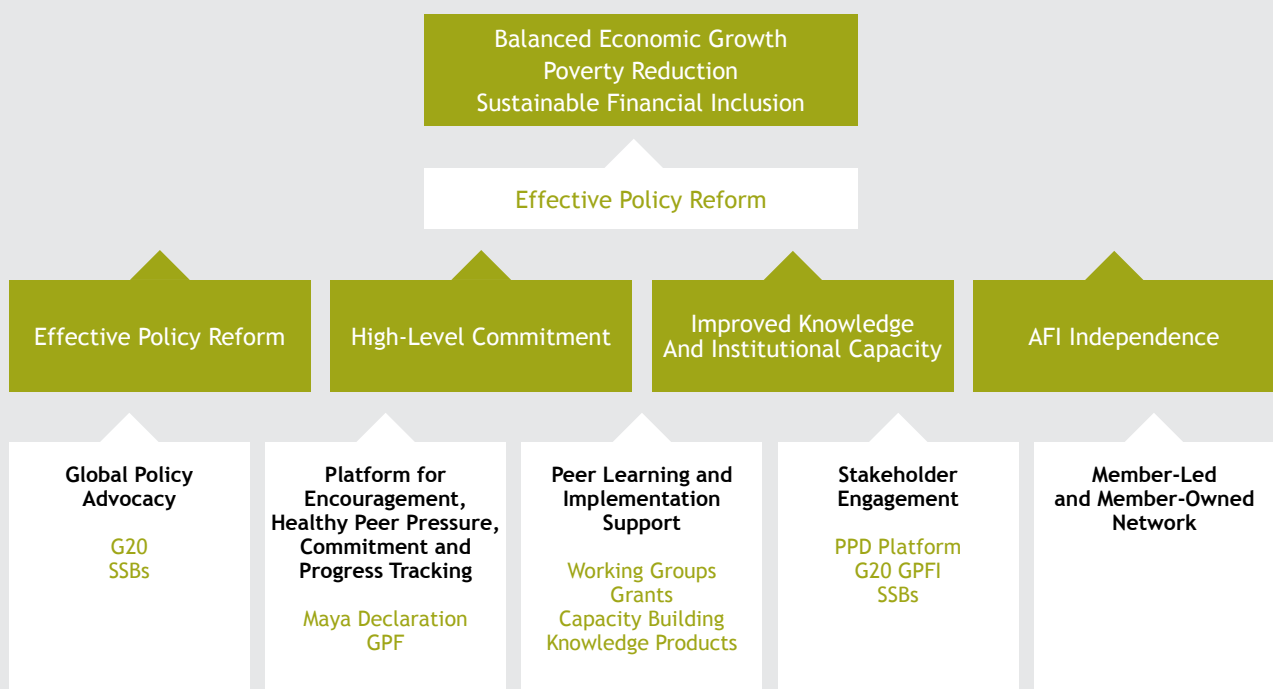 Balanced Economic Growth
Poverty Reduction
Sustainable Financial Inclusion
Effective Policy Reform
Effective Policy Reform
High-Level Commitment
Improved Knowledge
And Institutional Capacity
AFI Independence
Global Policy
Advocacy
G20
SSBs
Platform for
Encouragement,
Healthy Peer Pressure,
Commitment and
Progress Tracking
Maya Declaration
GPF
Peer Learning and
Implementation
Support
Working Groups
Grants
Capacity Building
Knowledge Products
Stakeholder
Engagement
PPD Platform
G20 GPFI
SSBs
Member-Led
and Member-Owned
Network